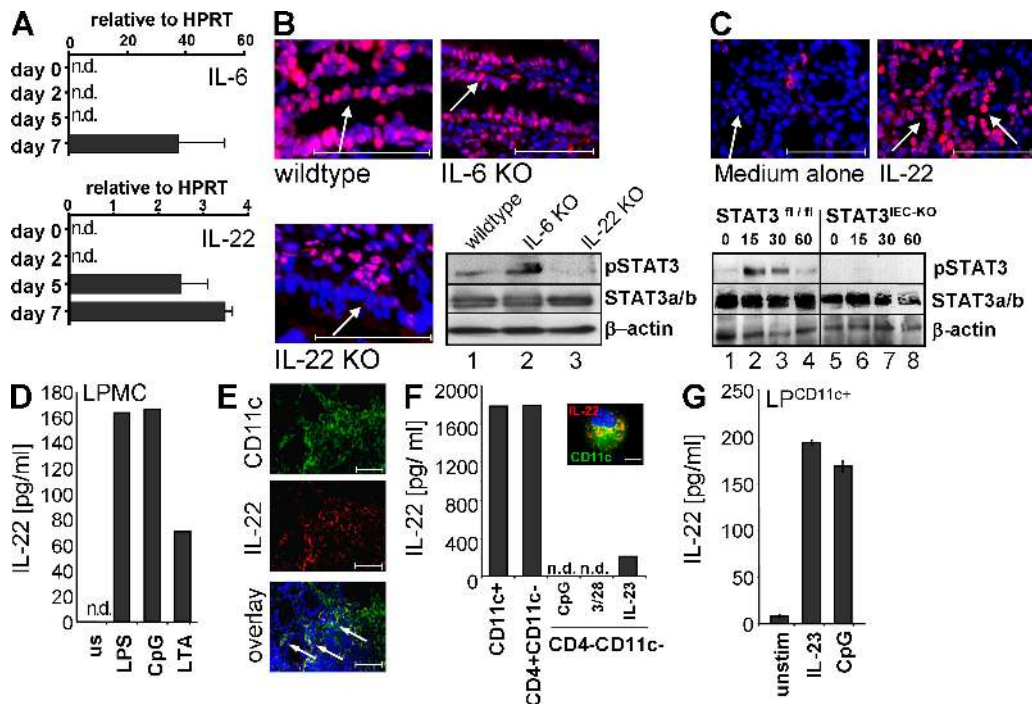 A
relative to HPRT
0 20 40 60
day 0 n.d. IL-6
day 2 n.d.
day 5 n.d.
day 7
relative to HPRT
0 1 2 3 4
day 0 n.d. IL-22
day 2 n.d.
day 5
day 7
B
wildtype
IL-6 KO
IL-22 KO
wildtype IL-6 KO IL-22 KO
pSTAT3
STAT3a/b
β–actin
1 2 3
C
Medium alone
IL-22
STAT3 fl / fl STAT3 IEC-KO
0 15 30 60 0 15 30 60
pSTAT3
STAT3a/b
β-actin
1 2 3 4 5 6 7 8
D
LPMC
IL-22 [pg/ml]
180
160
140
120
100
80
60
40
20
0
n.d.
us LPS CpG LTA
E
CD11c
IL-22
overlay
F
IL-22 [pg/ ml]
2000
1600
1200
800
400
0
IL-22
CD11c
n.d. n.d.
CD11c+ CD4+CD11c- CpG 3/28 IL-23
CD4-CD11c-
G
LP CD11c+
IL-22 [pg/ml]
250
200
150
100
50
0
unstim IL-23 CpG